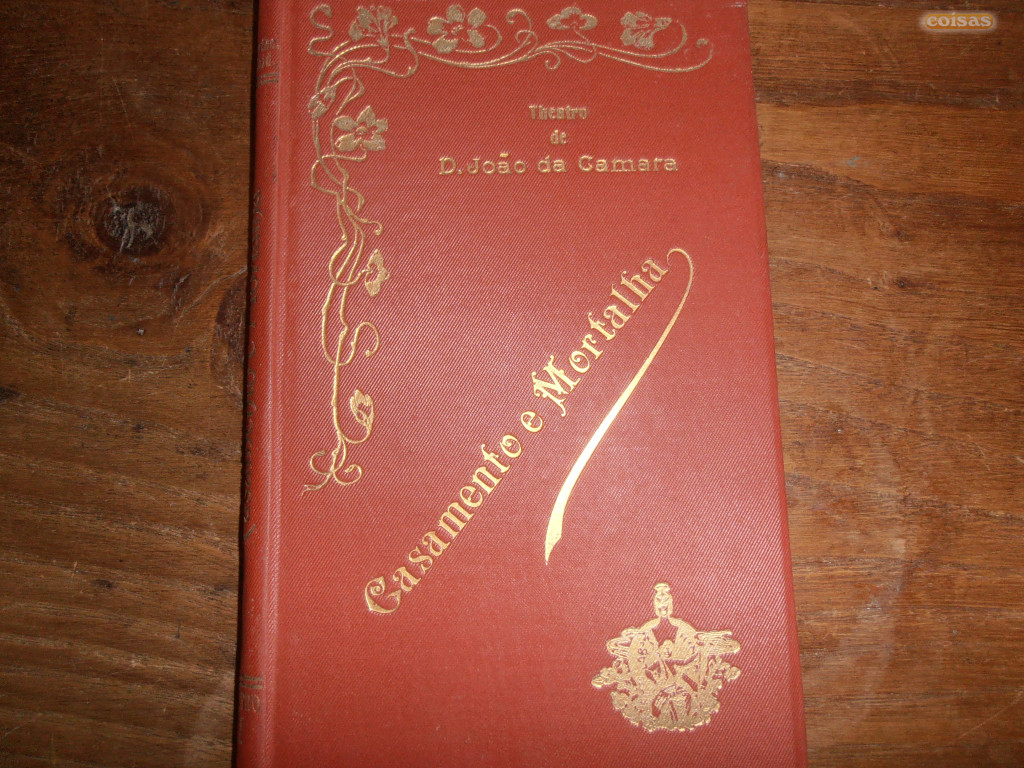 coisas
Theatro
de
D. João da Camara
Casamento e Mortalha